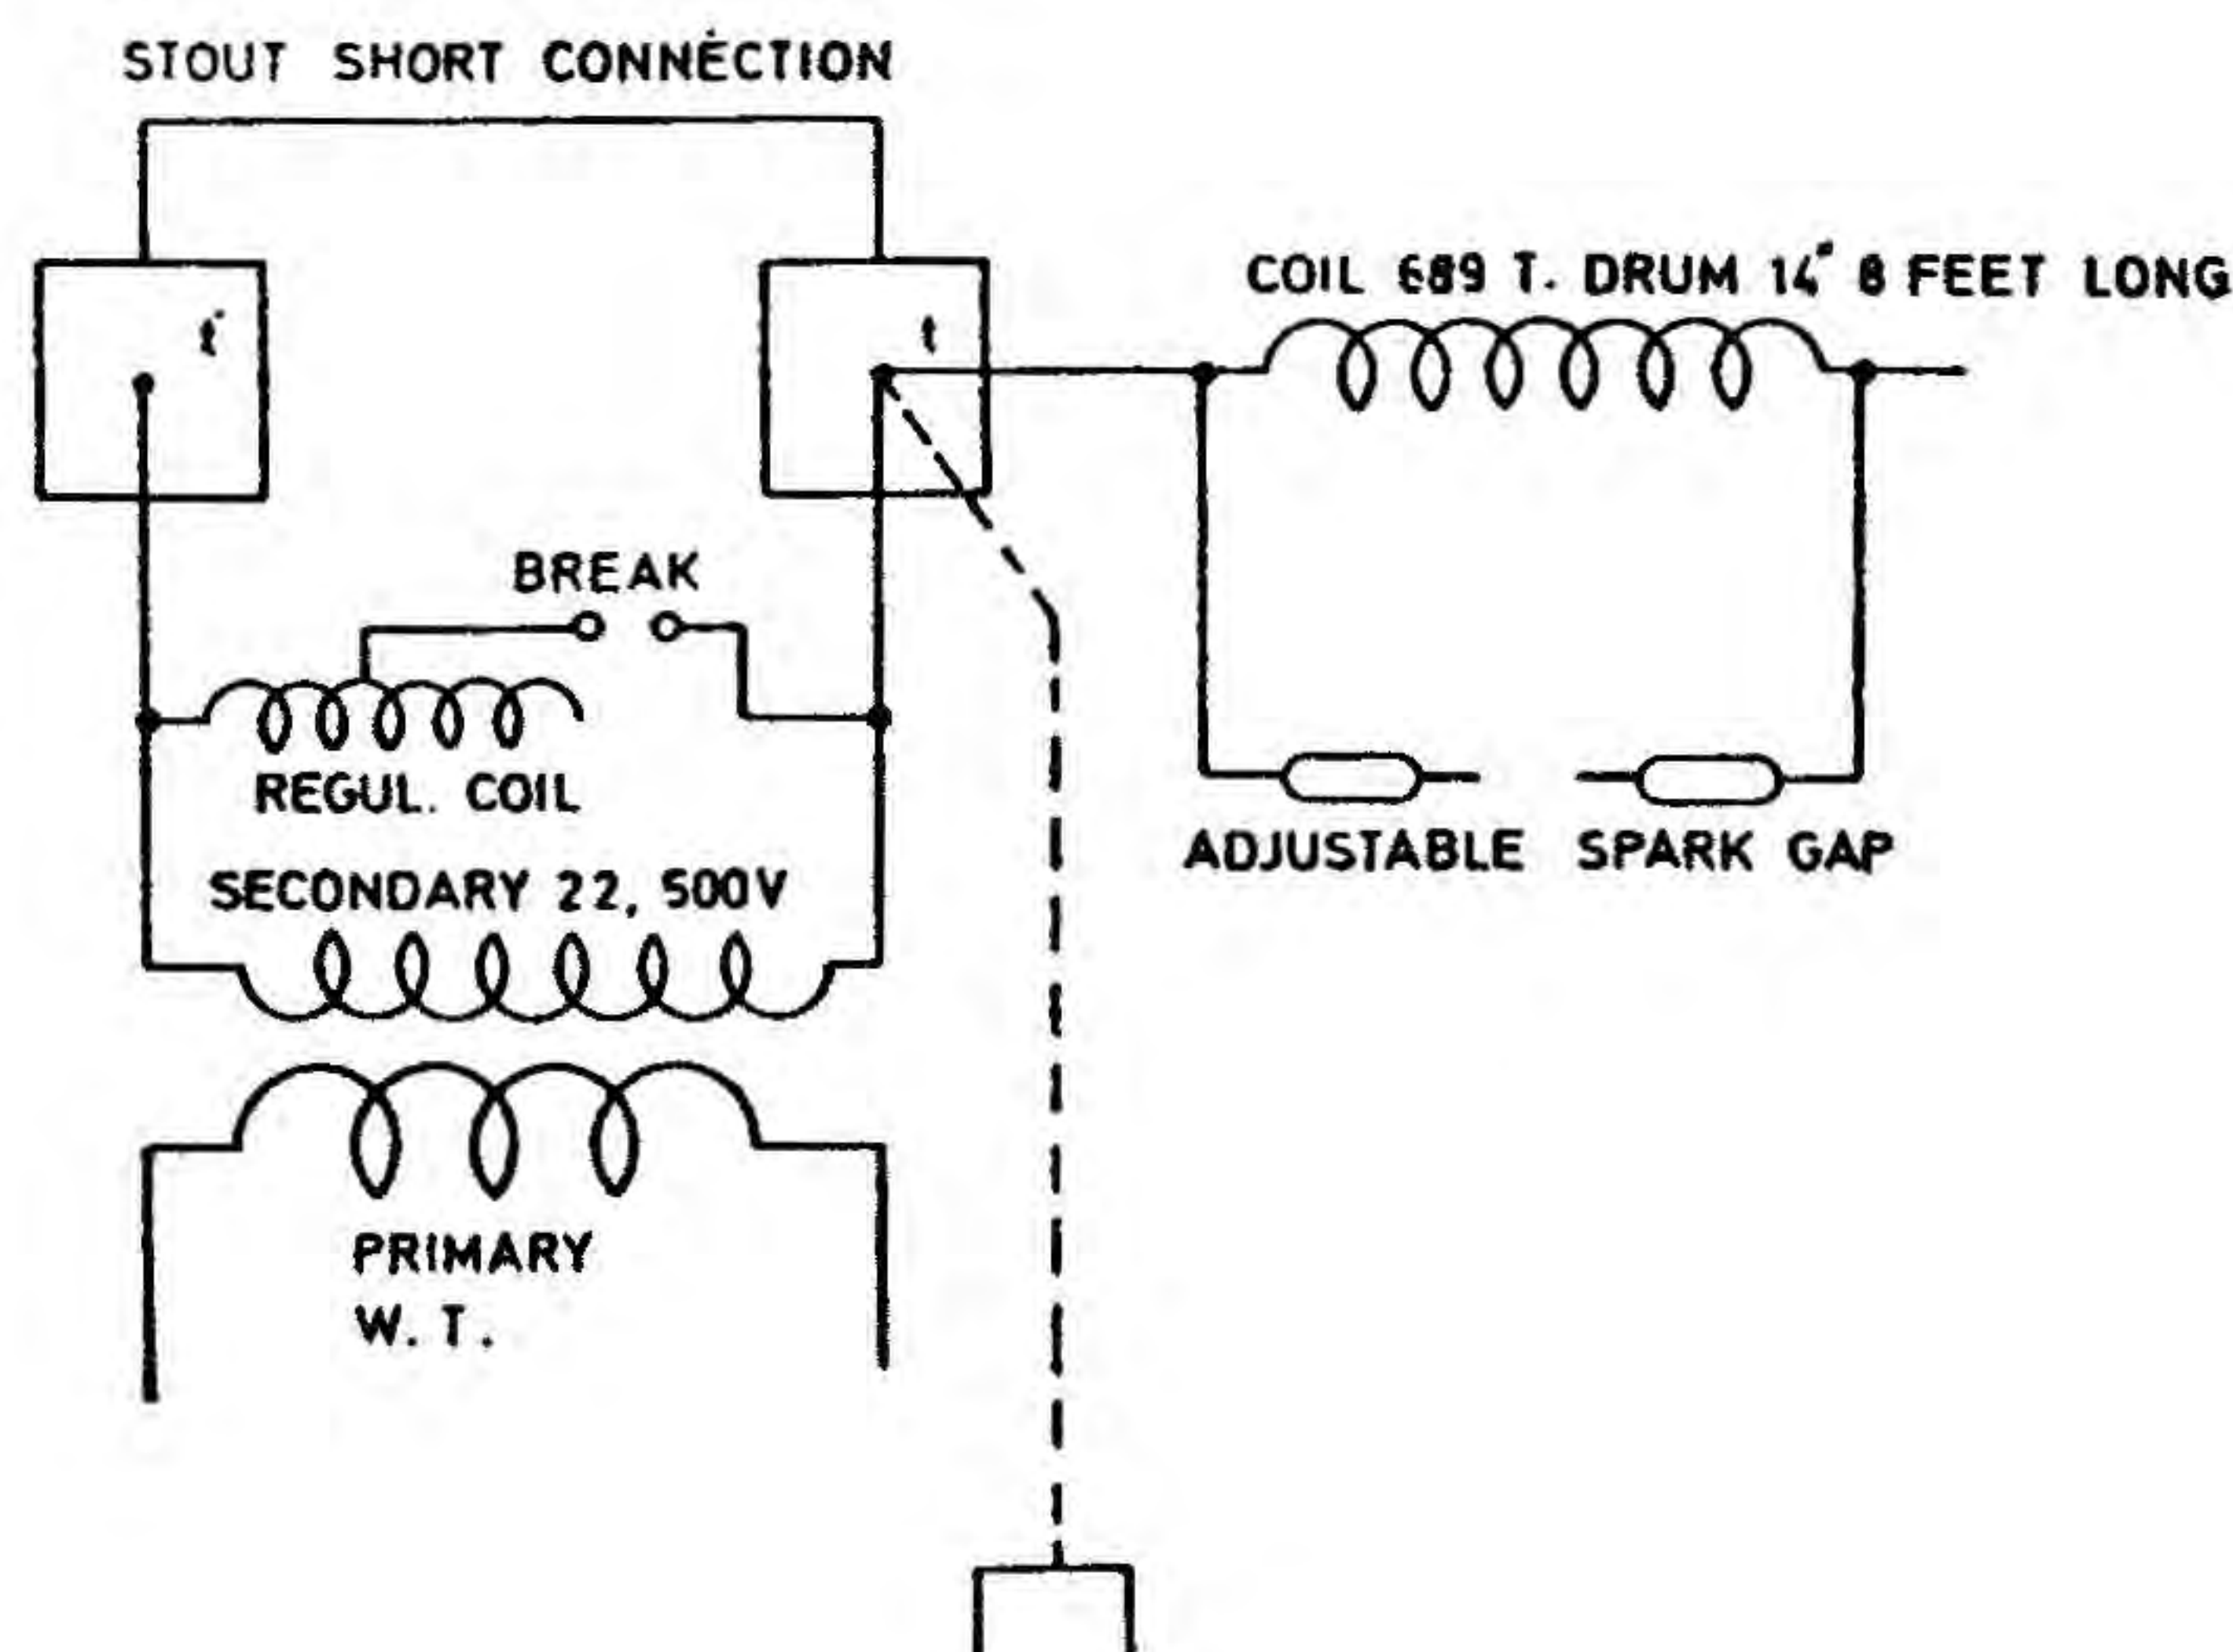 STOUT SHORT CONNECTION
COIL 689 T. DRUM 14" 8 FEET LONG
t'
t
BREAK
REGUL. COIL
ADJUSTABLE SPARK GAP
SECONDARY 22, 500V
PRIMARY
W. T.